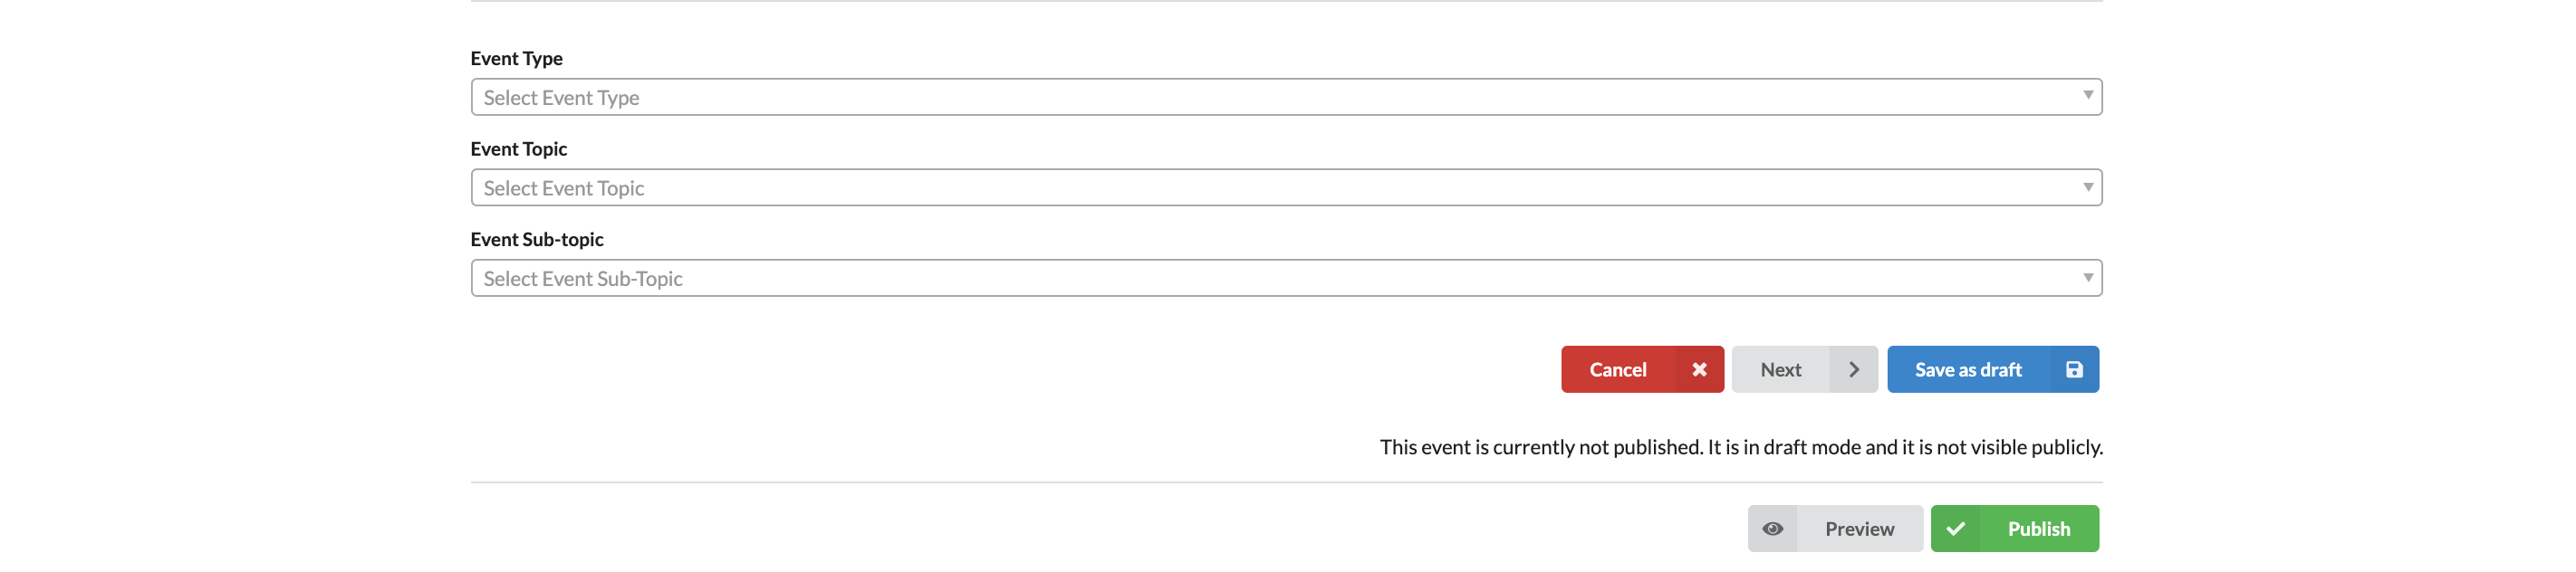 Event Type
Select Event Type
Event Topic
Select Event Topic
Event Sub-topic
Select Event Sub-Topic
Cancel Next Save as draft
This event is currently not published. It is in draft mode and it is not visible publicly.
Preview Publish